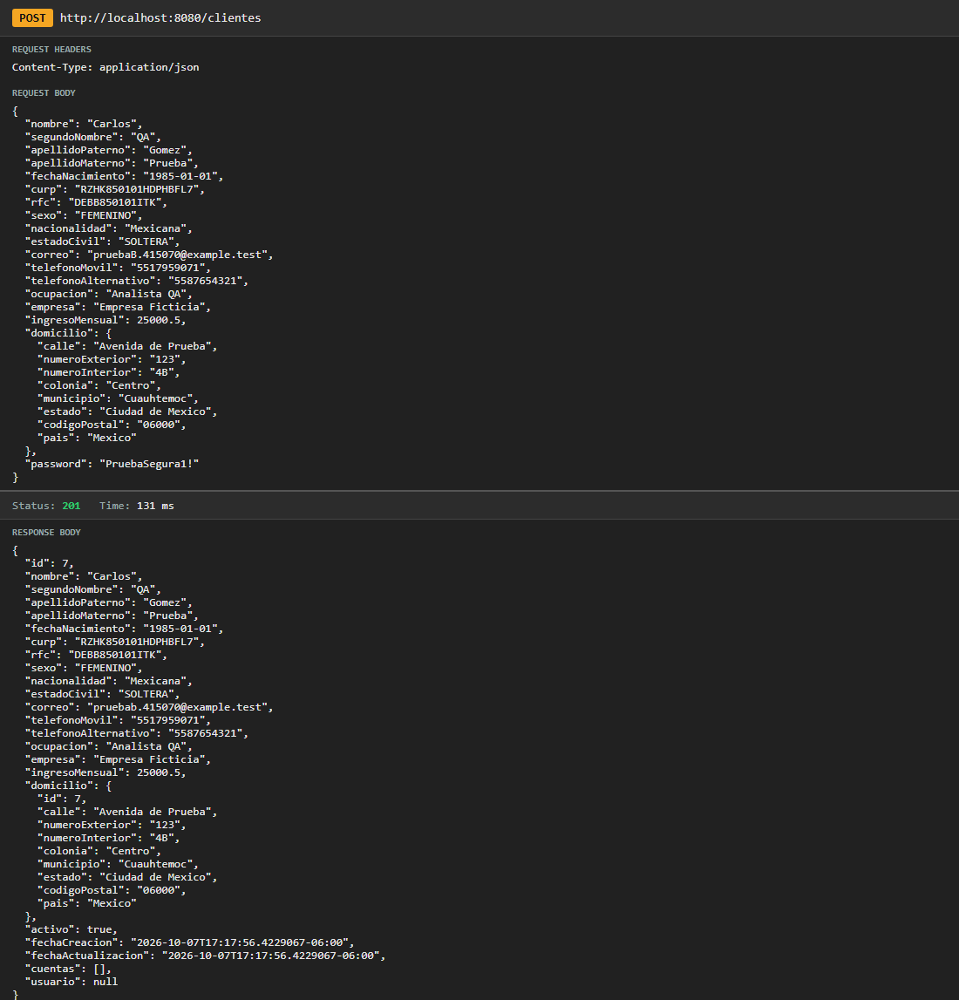 POST http://localhost:8080/clientes
REQUEST HEADERS
Content-Type: application/json
REQUEST BODY
{
  "nombre": "Carlos",
  "segundoNombre": "QA",
  "apellidoPaterno": "Gomez",
  "apellidoMaterno": "Prueba",
  "fechaNacimiento": "1985-01-01",
  "curp": "RZHK850101HDPHBFL7",
  "rfc": "DEBB850101ITK",
  "sexo": "FEMENINO",
  "nacionalidad": "Mexicana",
  "estadoCivil": "SOLTERA",
  "correo": "pruebaB.415070@example.test",
  "telefonoMovil": "5517959071",
  "telefonoAlternativo": "5587654321",
  "ocupacion": "Analista QA",
  "empresa": "Empresa Ficticia",
  "ingresoMensual": 25000.5,
  "domicilio": {
    "calle": "Avenida de Prueba",
    "numeroExterior": "123",
    "numeroInterior": "4B",
    "colonia": "Centro",
    "municipio": "Cuauhtemoc",
    "estado": "Ciudad de Mexico",
    "codigoPostal": "06000",
    "pais": "Mexico"
  },
  "password": "PruebaSegura1!"
}
Status: 201 Time: 131 ms
RESPONSE BODY
{
  "id": 7,
  "nombre": "Carlos",
  "segundoNombre": "QA",
  "apellidoPaterno": "Gomez",
  "apellidoMaterno": "Prueba",
  "fechaNacimiento": "1985-01-01",
  "curp": "RZHK850101HDPHBFL7",
  "rfc": "DEBB850101ITK",
  "sexo": "FEMENINO",
  "nacionalidad": "Mexicana",
  "estadoCivil": "SOLTERA",
  "correo": "pruebab.415070@example.test",
  "telefonoMovil": "5517959071",
  "telefonoAlternativo": "5587654321",
  "ocupacion": "Analista QA",
  "empresa": "Empresa Ficticia",
  "ingresoMensual": 25000.5,
  "domicilio": {
    "id": 7,
    "calle": "Avenida de Prueba",
    "numeroExterior": "123",
    "numeroInterior": "4B",
    "colonia": "Centro",
    "municipio": "Cuauhtemoc",
    "estado": "Ciudad de Mexico",
    "codigoPostal": "06000",
    "pais": "Mexico"
  },
  "activo": true,
  "fechaCreacion": "2026-10-07T17:17:56.4229067-06:00",
  "fechaActualizacion": "2026-10-07T17:17:56.4229067-06:00",
  "cuentas": [],
  "usuario": null
}